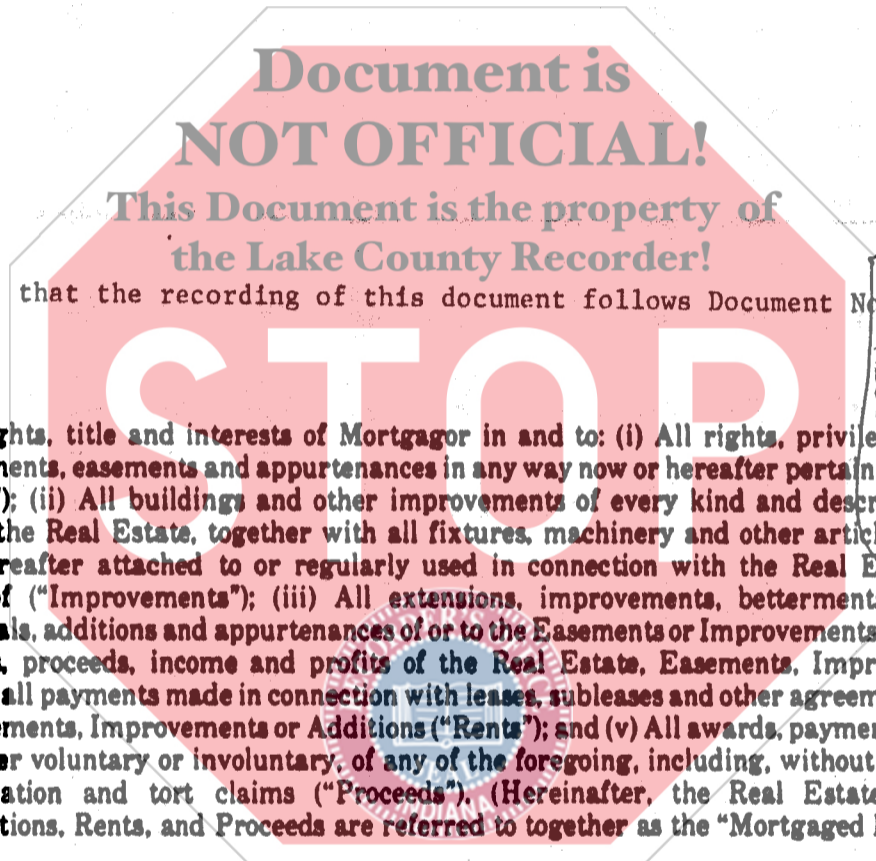 Document is
NOT OFFICIAL!
This Document is the property of
the Lake County Recorder!
that the recording of this document follows Document No
STOP
ghts, title and interests of Mortgagor in and to: (i) All rights, privile
ents, easements and appurtenances in any way now or hereafter pertain
"); (ii) All buildings and other improvements of every kind and descr
the Real Estate, together with all fixtures, machinery and other artic
reafter attached to or regularly used in connection with the Real E
f ("Improvements"); (iii) All extensions, improvements, betterment
als, additions and appurtenances of or to the Easements or Improvements
, proceeds, income and profits of the Real Estate, Easements, Impr
all payments made in connection with leases, subleases and other agreem
ments, Improvements or Additions ("Rents"); and (v) All awards, paymen
er voluntary or involuntary, of any of the foregoing, including, without
ation and tort claims ("Proceeds"). (Hereinafter, the Real Estate
tions, Rents, and Proceeds are referred to together as the "Mortgaged
SEAL
INDIANA